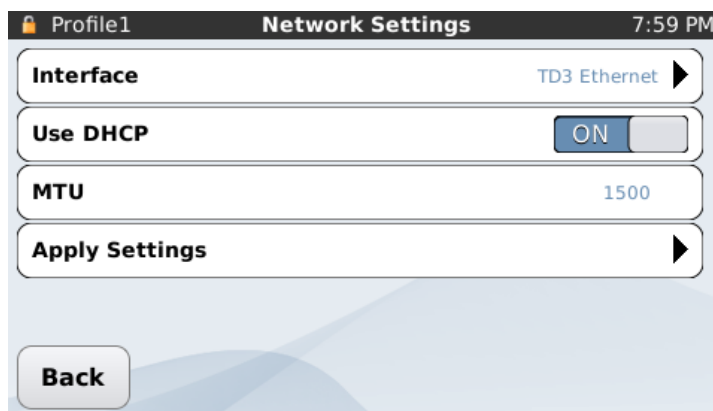 Profile1 Network Settings 7:59 PM
Interface TD3 Ethernet
Use DHCP ON
MTU 1500
Apply Settings
Back